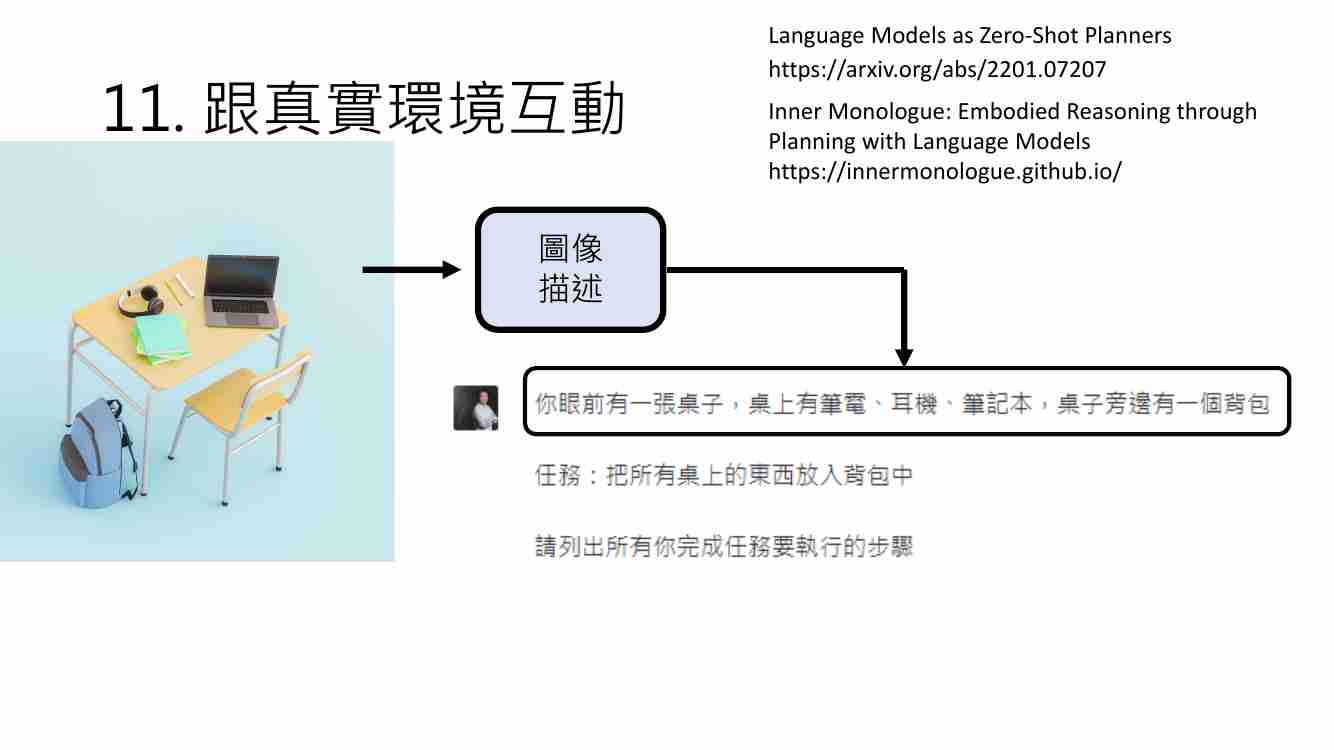 11. 跟真實環境互動
Language Models as Zero-Shot Planners
https://arxiv.org/abs/2201.07207
Inner Monologue: Embodied Reasoning through
Planning with Language Models
https://innermonologue.github.io/
圖像
描述
你眼前有一張桌子，桌上有筆電、耳機、筆記本，桌子旁邊有一個背包
任務：把所有桌上的東西放入背包中
請列出所有你完成任務要執行的步驟